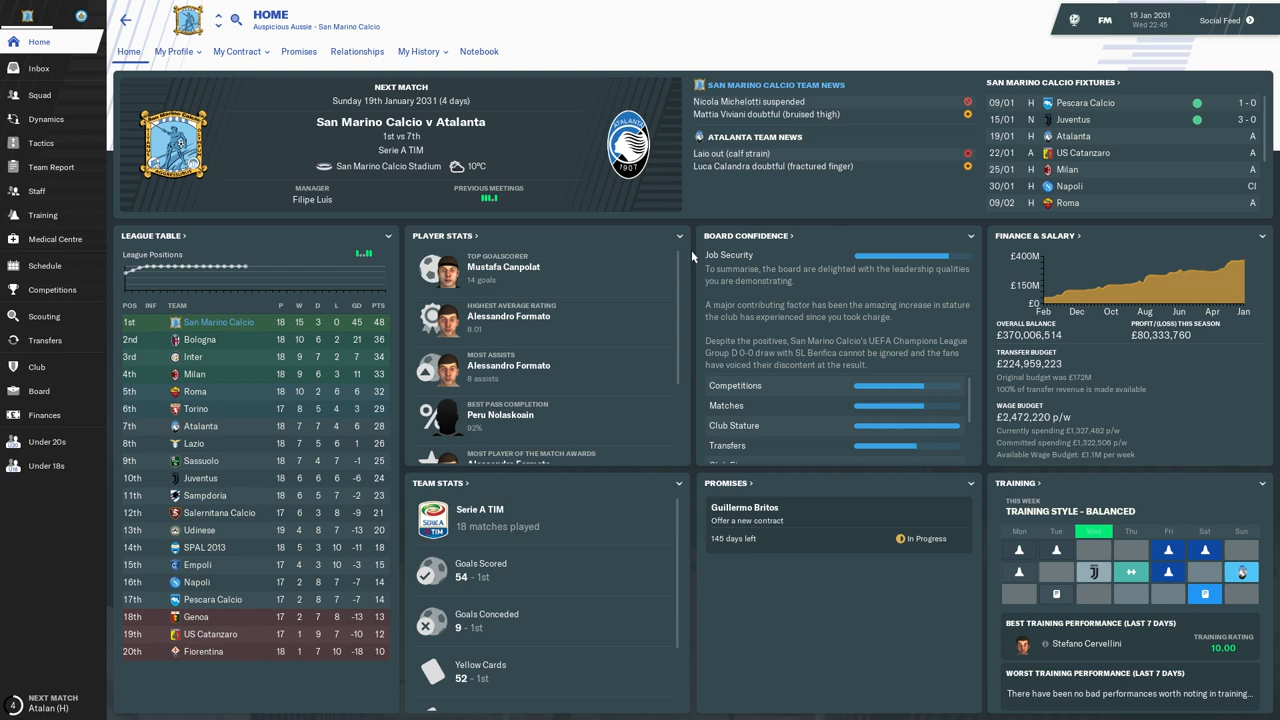 HOME
Auspicious Aussie - San Marino Calcio
FM
15 Jan 2031
Wed 22:45
Social Feed
Home
Inbox
Squad
Dynamics
Tactics
Team Report
Staff
Training
Medical Centre
Schedule
Competitions
Scouting
Transfers
Club
Board
Finances
Under 20s
Under 18s
4
NEXT MATCH
Atalan (H)
Home
My Profile
My Contract
Promises
Relationships
My History
Notebook
NEXT MATCH
Sunday 19th January 2031 (4 days)
San Marino Calcio v Atalanta
1st vs 7th
Serie A TIM
San Marino Calcio Stadium
10°C
MANAGER
Filipe Luís
PREVIOUS MEETINGS
SAN MARINO CALCIO TEAM NEWS
Nicola Michelotti suspended
Mattia Viviani doubtful (bruised thigh)
ATALANTA TEAM NEWS
Laio out (calf strain)
Luca Calandra doubtful (fractured finger)
SAN MARINO CALCIO FIXTURES >
09/01 H Pescara Calcio 1 - 0
15/01 N Juventus 3 - 0
19/01 H Atalanta A
22/01 A US Catanzaro A
25/01 H Milan A
30/01 H Napoli CI
09/02 H Roma A
LEAGUE TABLE >
League Positions
POS INF TEAM P W D L GD PTS
1st San Marino Calcio 18 15 3 0 45 48
2nd Bologna 18 10 6 2 21 36
3rd Inter 18 9 7 2 7 34
4th Milan 18 9 6 3 11 33
5th Roma 18 10 2 6 6 32
6th Torino 17 8 5 4 3 29
7th Atalanta 18 7 7 4 6 28
8th Lazio 18 7 5 6 1 26
9th Sassuolo 18 7 4 7 -1 25
10th Juventus 18 6 6 6 -6 24
11th Sampdoria 18 6 5 7 -2 23
12th Salernitana Calcio 17 6 3 8 -9 21
13th Udinese 19 4 8 7 -13 20
14th SPAL 2013 18 5 3 10 -11 18
15th Empoli 17 4 3 10 -3 15
16th Napoli 17 2 8 7 -7 14
17th Pescara Calcio 17 2 8 7 -7 14
18th Genoa 17 2 7 8 -13 13
19th US Catanzaro 17 1 9 7 -10 12
20th Fiorentina 18 1 7 10 -18 10
PLAYER STATS >
TOP GOALSCORER
Mustafa Canpolat
14 goals
HIGHEST AVERAGE RATING
Alessandro Formato
8.01
MOST ASSISTS
Alessandro Formato
8 assists
BEST PASS COMPLETION
Peru Nolaskoain
92%
MOST PLAYER OF THE MATCH AWARDS
Alessandro Formato
BOARD CONFIDENCE >
Job Security
To summarise, the board are delighted with the leadership qualities
you are demonstrating.
A major contributing factor has been the amazing increase in stature
the club has experienced since you took charge.
Despite the positives, San Marino Calcio's UEFA Champions League
Group D 0-0 draw with SL Benfica cannot be ignored and the fans
have voiced their discontent at the result.
Competitions
Matches
Club Stature
Transfers
FINANCE & SALARY >
£400M
£150M
£0
Feb Dec Oct Aug Jun Apr Jan
OVERALL BALANCE
£370,006,514
PROFIT/(LOSS) THIS SEASON
£80,333,760
TRANSFER BUDGET
£224,959,223
Original budget was £172M
100% of transfer revenue is made available
WAGE BUDGET
£2,472,220 p/w
Currently spending £1,327,482 p/w
Committed spending £1,322,506 p/w
Available Wage Budget: £1.1M per week
TEAM STATS >
SERIE A
Serie A TIM
18 matches played
Goals Scored
54 - 1st
Goals Conceded
9 - 1st
Yellow Cards
52 - 1st
PROMISES >
Guillermo Britos
Offer a new contract
145 days left
In Progress
TRAINING >
THIS WEEK
TRAINING STYLE - BALANCED
Mon Tue Wed Thu Fri Sat Sun
BEST TRAINING PERFORMANCE (LAST 7 DAYS)
Stefano Cervellini
TRAINING RATING
10.00
WORST TRAINING PERFORMANCE (LAST 7 DAYS)
There have been no bad performances worth noting in training...